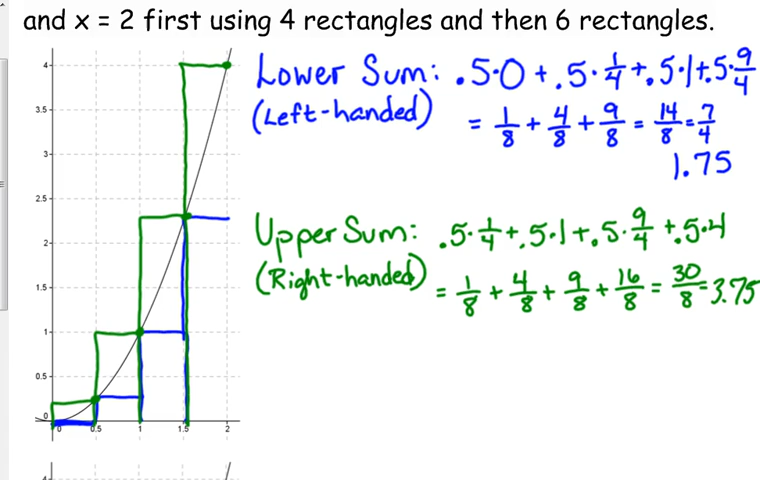 and x = 2 first using 4 rectangles and then 6 rectangles.
Lower Sum: .5·0 + .5·1/4 + .5·1 + .5·9/4
(Left-handed) = 1/8 + 4/8 + 9/8 = 14/8 = 7/4
1.75
Upper Sum: .5·1/4 + .5·1 + .5·9/4 + .5·4
(Right-handed) = 1/8 + 4/8 + 9/8 + 16/8 = 30/8 = 3.75
4
3.5
3
2.5
2
1.5
1
0.5
0
0 0.5 1 1.5 2
4